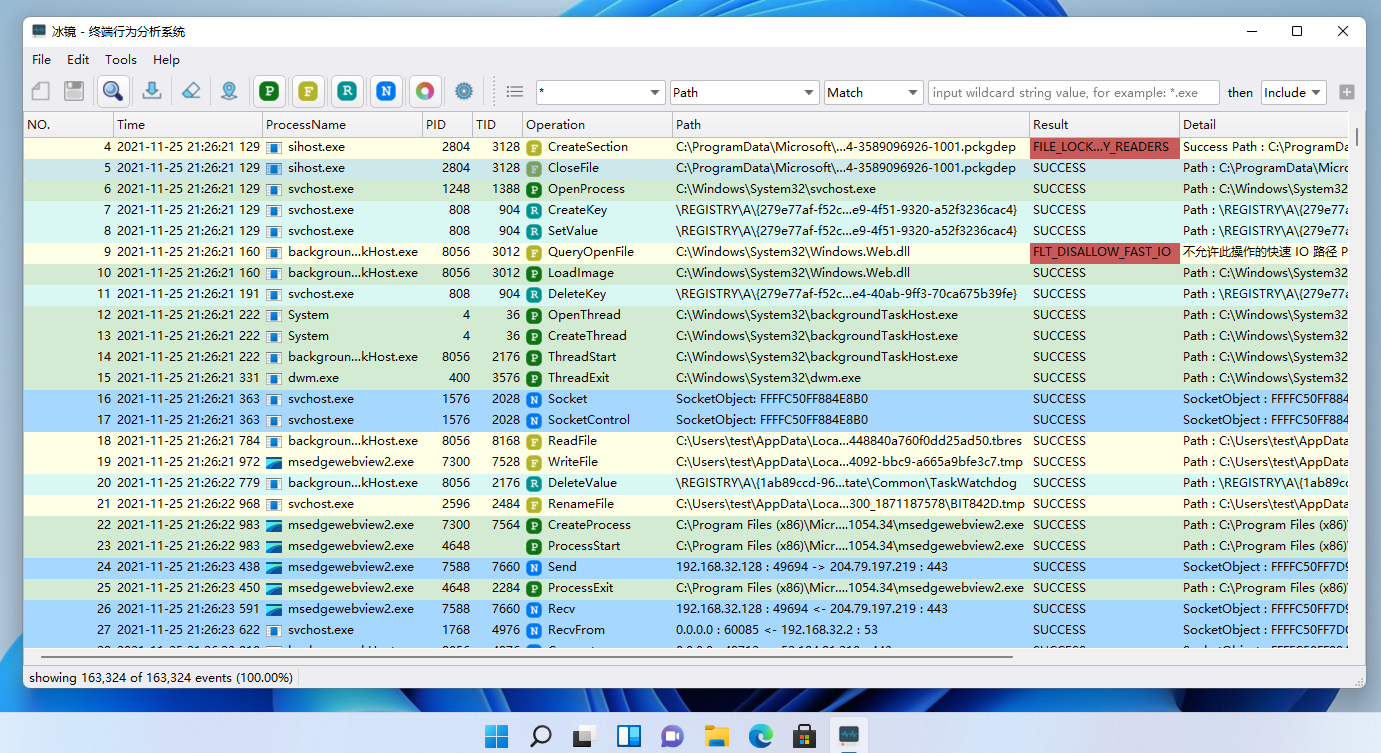 冰镜 - 终端行为分析系统
File Edit Tools Help
P F R N * Path Match input wildcard string value, for example: *.exe then Include
NO. Time ProcessName PID TID Operation Path Result Detail
4 2021-11-25 21:26:21 129 sihost.exe 2804 3128 F CreateSection C:\ProgramData\Microsoft\...4-3589096926-1001.pckgdep FILE_LOCK...Y_READERS Success Path : C:\ProgramDa
5 2021-11-25 21:26:21 129 sihost.exe 2804 3128 F CloseFile C:\ProgramData\Microsoft\...4-3589096926-1001.pckgdep SUCCESS Path : C:\ProgramData\Micro
6 2021-11-25 21:26:21 129 svchost.exe 1248 1388 P OpenProcess C:\Windows\System32\svchost.exe SUCCESS Path : C:\Windows\System32
7 2021-11-25 21:26:21 129 svchost.exe 808 904 R CreateKey \REGISTRY\A\{279e77af-f52c...e9-4f51-9320-a52f3236cac4} SUCCESS Path : \REGISTRY\A\{279e77a
8 2021-11-25 21:26:21 129 svchost.exe 808 904 R SetValue \REGISTRY\A\{279e77af-f52c...e9-4f51-9320-a52f3236cac4} SUCCESS Path : \REGISTRY\A\{279e77a
9 2021-11-25 21:26:21 160 backgroun...kHost.exe 8056 3012 F QueryOpenFile C:\Windows\System32\Windows.Web.dll FLT_DISALLOW_FAST_IO 不允许此操作的快速 IO 路径 P
10 2021-11-25 21:26:21 160 backgroun...kHost.exe 8056 3012 P LoadImage C:\Windows\System32\Windows.Web.dll SUCCESS Path : C:\Windows\System32
11 2021-11-25 21:26:21 191 svchost.exe 808 904 R DeleteKey \REGISTRY\A\{279e77af-f52c...e4-40ab-9ff3-70ca675b39fe} SUCCESS Path : \REGISTRY\A\{279e77a
12 2021-11-25 21:26:21 222 System 4 36 P OpenThread C:\Windows\System32\backgroundTaskHost.exe SUCCESS Path : C:\Windows\System32
13 2021-11-25 21:26:21 222 System 4 36 P CreateThread C:\Windows\System32\backgroundTaskHost.exe SUCCESS Path : C:\Windows\System32
14 2021-11-25 21:26:21 222 backgroun...kHost.exe 8056 2176 P ThreadStart C:\Windows\System32\backgroundTaskHost.exe SUCCESS Path : C:\Windows\System32
15 2021-11-25 21:26:21 331 dwm.exe 400 3576 P ThreadExit C:\Windows\System32\dwm.exe SUCCESS Path : C:\Windows\System32
16 2021-11-25 21:26:21 363 svchost.exe 1576 2028 N Socket SocketObject: FFFFC50FF884E8B0 SUCCESS SocketObject : FFFFC50FF884
17 2021-11-25 21:26:21 363 svchost.exe 1576 2028 N SocketControl SocketObject: FFFFC50FF884E8B0 SUCCESS SocketObject : FFFFC50FF884
18 2021-11-25 21:26:21 784 backgroun...kHost.exe 8056 8168 F ReadFile C:\Users\test\AppData\Loca...448840a760f0dd25ad50.tbres SUCCESS Path : C:\Users\test\AppData
19 2021-11-25 21:26:21 972 msedgewebview2.exe 7300 7528 F WriteFile C:\Users\test\AppData\Loca...4092-bbc9-a665a9bfe3c7.tmp SUCCESS Path : C:\Users\test\AppData
20 2021-11-25 21:26:22 779 backgroun...kHost.exe 8056 2176 R DeleteValue \REGISTRY\A\{1ab89ccd-96...tate\Common\TaskWatchdog SUCCESS Path : \REGISTRY\A\{1ab89cc
21 2021-11-25 21:26:22 968 svchost.exe 2596 2484 F RenameFile C:\Users\test\AppData\Loca...300_1871187578\BIT842D.tmp SUCCESS Path : C:\Users\test\AppData
22 2021-11-25 21:26:22 983 msedgewebview2.exe 7300 7564 P CreateProcess C:\Program Files (x86)\Micr...1054.34\msedgewebview2.exe SUCCESS Path : C:\Program Files (x86)\
23 2021-11-25 21:26:22 983 msedgewebview2.exe 4648 P ProcessStart C:\Program Files (x86)\Micr...1054.34\msedgewebview2.exe SUCCESS Path : C:\Program Files (x86)\
24 2021-11-25 21:26:23 438 msedgewebview2.exe 7588 7660 N Send 192.168.32.128 : 49694 -> 204.79.197.219 : 443 SUCCESS SocketObject : FFFFC50FF7D9
25 2021-11-25 21:26:23 450 msedgewebview2.exe 4648 2284 P ProcessExit C:\Program Files (x86)\Micr...1054.34\msedgewebview2.exe SUCCESS Path : C:\Program Files (x86)\
26 2021-11-25 21:26:23 591 msedgewebview2.exe 7588 7660 N Recv 192.168.32.128 : 49694 <- 204.79.197.219 : 443 SUCCESS SocketObject : FFFFC50FF7D9
27 2021-11-25 21:26:23 622 svchost.exe 1768 4976 N RecvFrom 0.0.0.0 : 60085 <- 192.168.32.2 : 53 SUCCESS SocketObject : FFFFC50FF7DC
showing 163,324 of 163,324 events (100.00%)